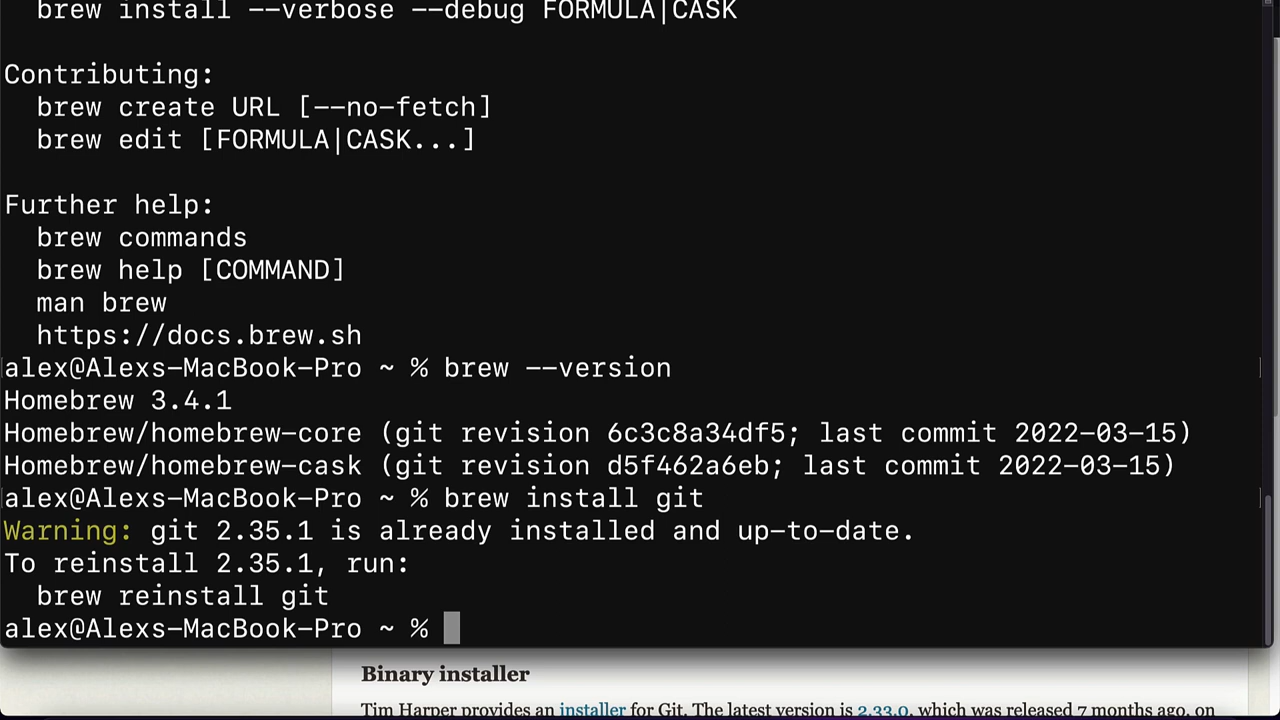 brew install --verbose --debug FORMULA|CASK
Contributing:
brew create URL [--no-fetch]
brew edit [FORMULA|CASK...]
Further help:
brew commands
brew help [COMMAND]
man brew
https://docs.brew.sh
alex@Alexs-MacBook-Pro ~ % brew --version
Homebrew 3.4.1
Homebrew/homebrew-core (git revision 6c3c8a34df5; last commit 2022-03-15)
Homebrew/homebrew-cask (git revision d5f462a6eb; last commit 2022-03-15)
alex@Alexs-MacBook-Pro ~ % brew install git
Warning: git 2.35.1 is already installed and up-to-date.
To reinstall 2.35.1, run:
brew reinstall git
alex@Alexs-MacBook-Pro ~ %
Binary installer
Tim Harper provides an installer for Git. The latest version is 2.33.0, which was released 7 months ago, on